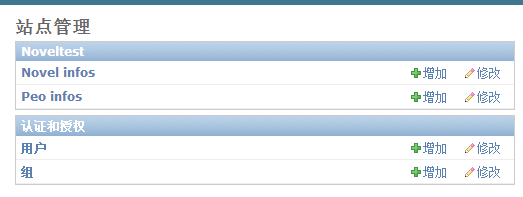 站点管理
Noveltest
Novel infos 增加 修改
Peo infos 增加 修改
认证和授权
用户 增加 修改
组 增加 修改